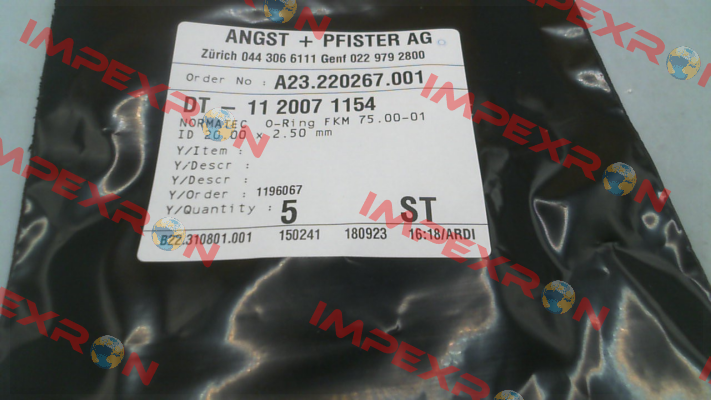 ANGST + PFISTER AG
Zürich 044 306 6111 Genf 022 979 2800
Order No : A23.220267.001
DT - 11 2007 1154
NORMATEC O-Ring FKM 75.00-01
ID 20.00 x 2.50 mm
Y/Item :
Y/Descr :
Y/Descr :
Y/Order : 1196067
Y/Quantity : 5 ST
B22.310801.001 150241 180923 16:18/ARDI
IMPEXRON
IMPEXRON
IMPEXRON
IMPEXRON
IMPEXRON